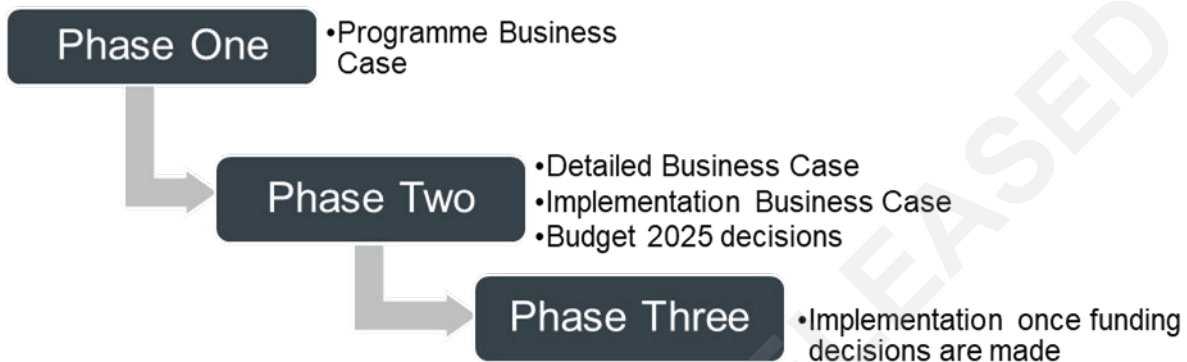 Phase One
•Programme Business
Case
Phase Two
•Detailed Business Case
•Implementation Business Case
•Budget 2025 decisions
Phase Three
•Implementation once funding
decisions are made